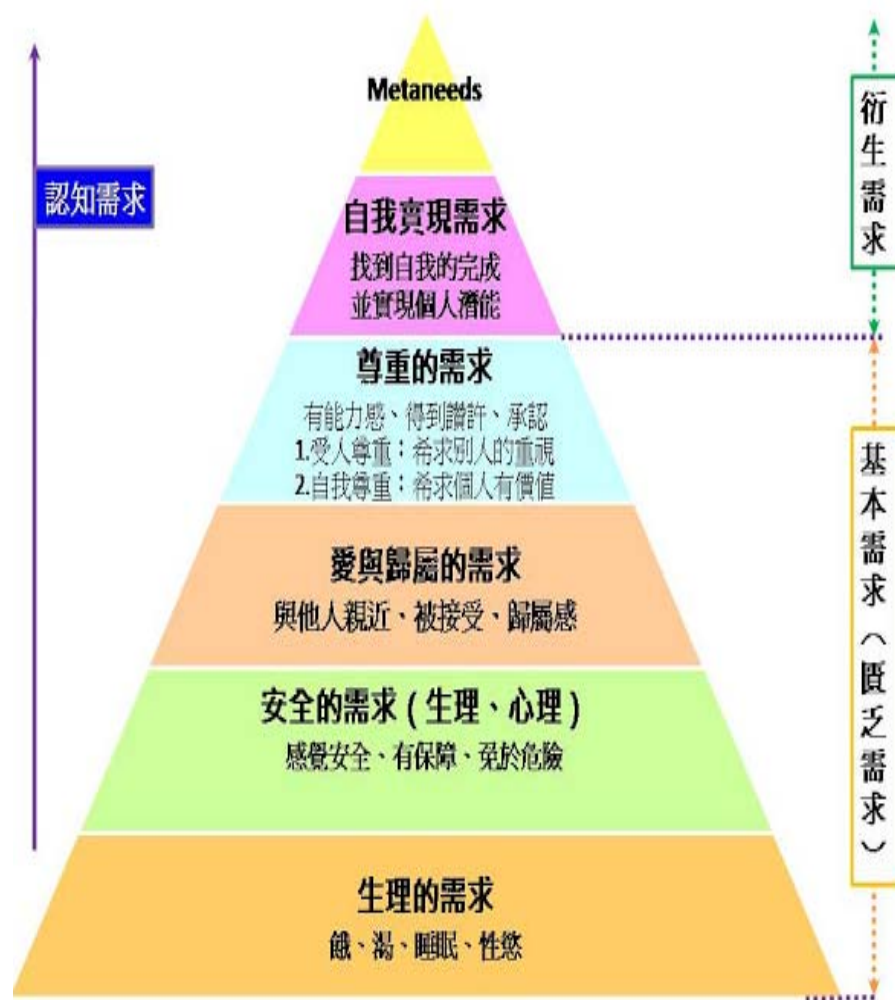 Metaneeds
認知需求
自我實現需求
找到自我的完成
並實現個人潛能
尊重的需求
有能力感、得到讚許、承認
1.受人尊重：希求別人的重視
2.自我尊重：希求個人有價值
愛與歸屬的需求
與他人親近、被接受、歸屬感
安全的需求(生理、心理)
感覺安全、有保障、免於危險
生理的需求
餓、渴、睡眠、性慾
衍生需求
基本需求（匱乏需求）